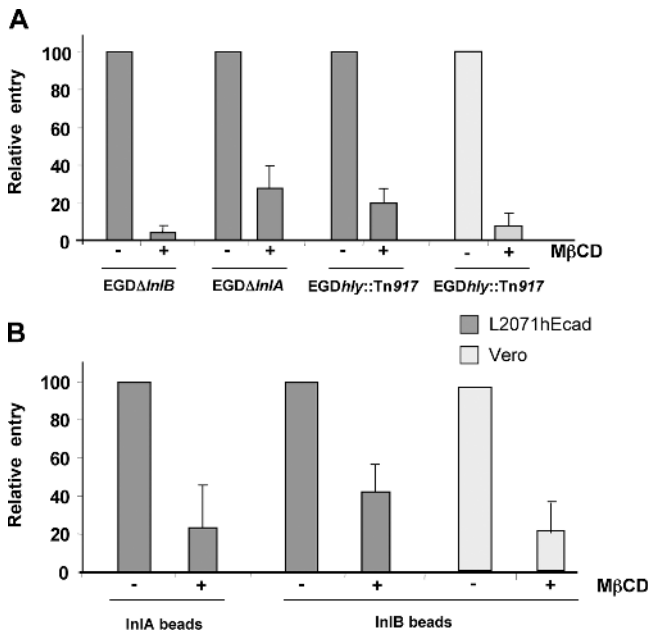 A
Relative entry
100
80
60
40
20
0
- + - + - + - + MβCD
EGDΔInlB EGDΔInlA EGDhly::Tn917 EGDhly::Tn917
L2071hEcad
Vero
B
Relative entry
100
80
60
40
20
0
- + - + - + MβCD
InlA beads InlB beads